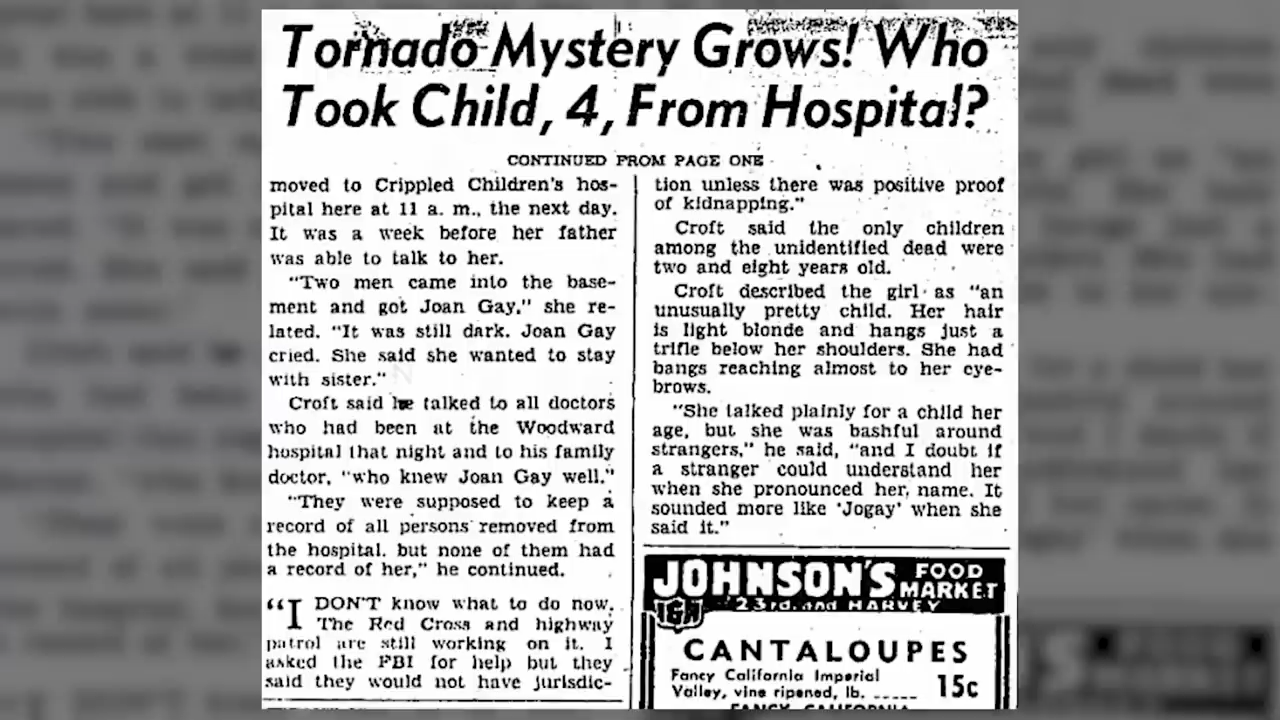 Tornado Mystery Grows! Who
Took Child, 4, From Hospital?
CONTINUED FROM PAGE ONE
moved to Crippled Children's hos-
pital here at 11 a. m., the next day.
It was a week before her father
was able to talk to her.
"Two men came into the base-
ment and got Joan Gay," she re-
lated. "It was still dark. Joan Gay
cried. She said she wanted to stay
with sister."
Croft said he talked to all doctors
who had been at the Woodward
hospital that night and to his family
doctor, "who knew Joan Gay well."
"They were supposed to keep a
record of all persons removed from
the hospital, but none of them had
a record of her," he continued.
"I DON'T know what to do now.
The Red Cross and highway
patrol are still working on it. I
asked the FBI for help but they
said they would not have jurisdic-
tion unless there was positive proof
of kidnapping."
Croft said the only children
among the unidentified dead were
two and eight years old.
Croft described the girl as "an
unusually pretty child. Her hair
is light blonde and hangs just a
trifle below her shoulders. She had
bangs reaching almost to her eye-
brows.
"She talked plainly for a child her
age, but she was bashful around
strangers," he said, "and I doubt if
a stranger could understand her
when she pronounced her name. It
sounded more like 'Jogay' when she
said it."
JOHNSON'S FOOD MARKET
IGA 23rd and HARVEY
CANTALOUPES
Fancy California Imperial
Valley, vine ripened, lb. ------ 15c
FANCY CALIFORNIA